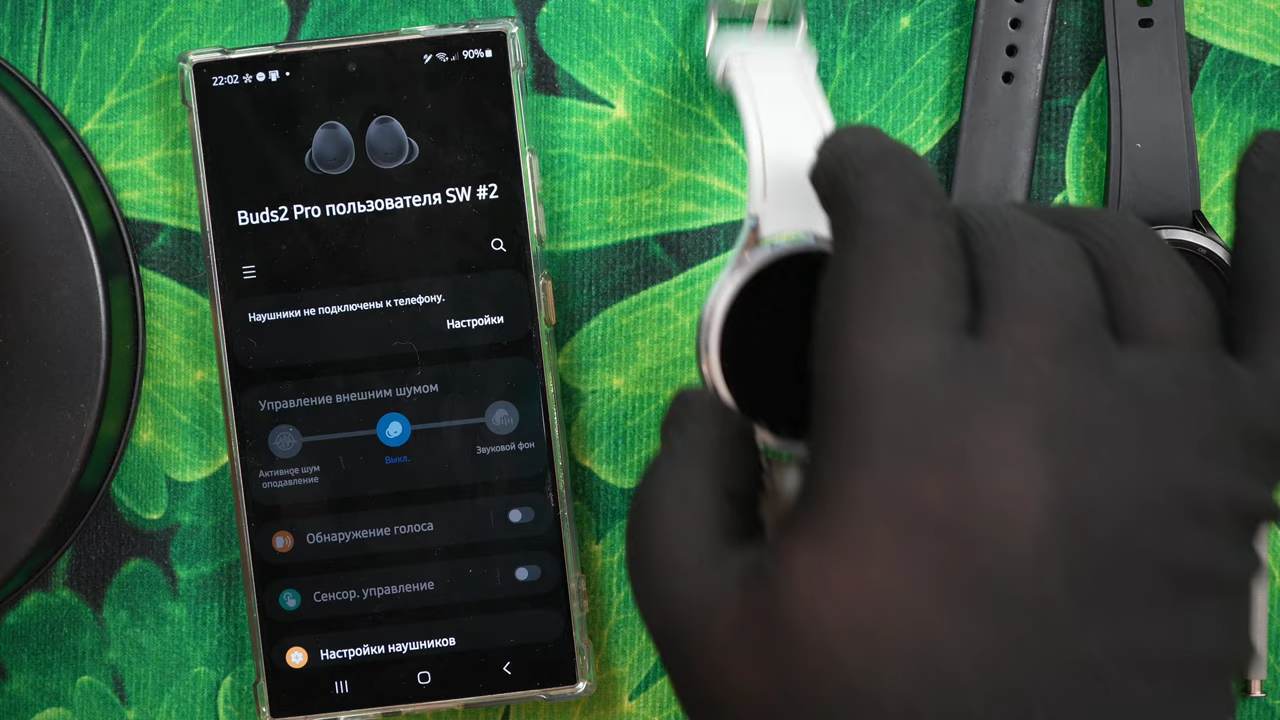 22:02
90%
Buds2 Pro пользователя SW #2
Наушники не подключены к телефону.
Настройки
Управление внешним шумом
Активное шум
оподавление
Выкл.
Звуковой фон
Обнаружение голоса
Сенсор. управление
Настройки наушников